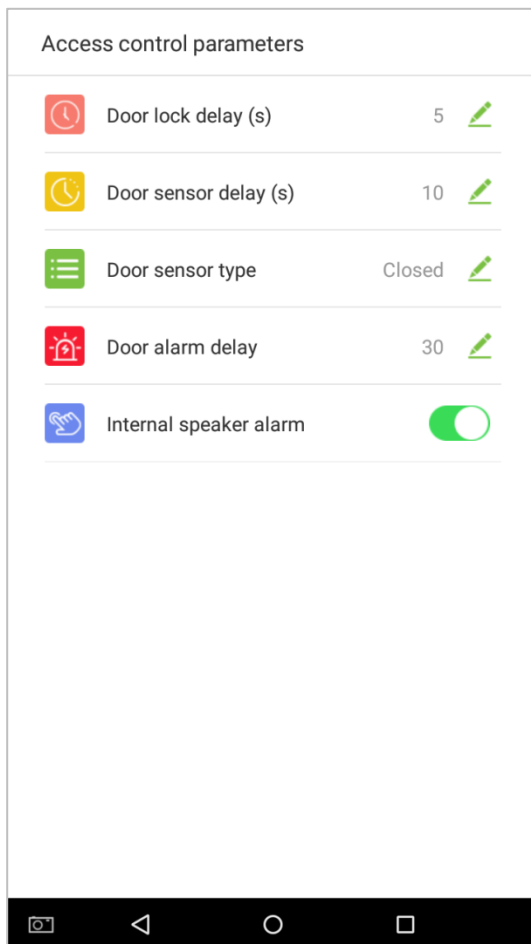 Access control parameters
Door lock delay (s) 5
Door sensor delay (s) 10
Door sensor type Closed
Door alarm delay 30
Internal speaker alarm